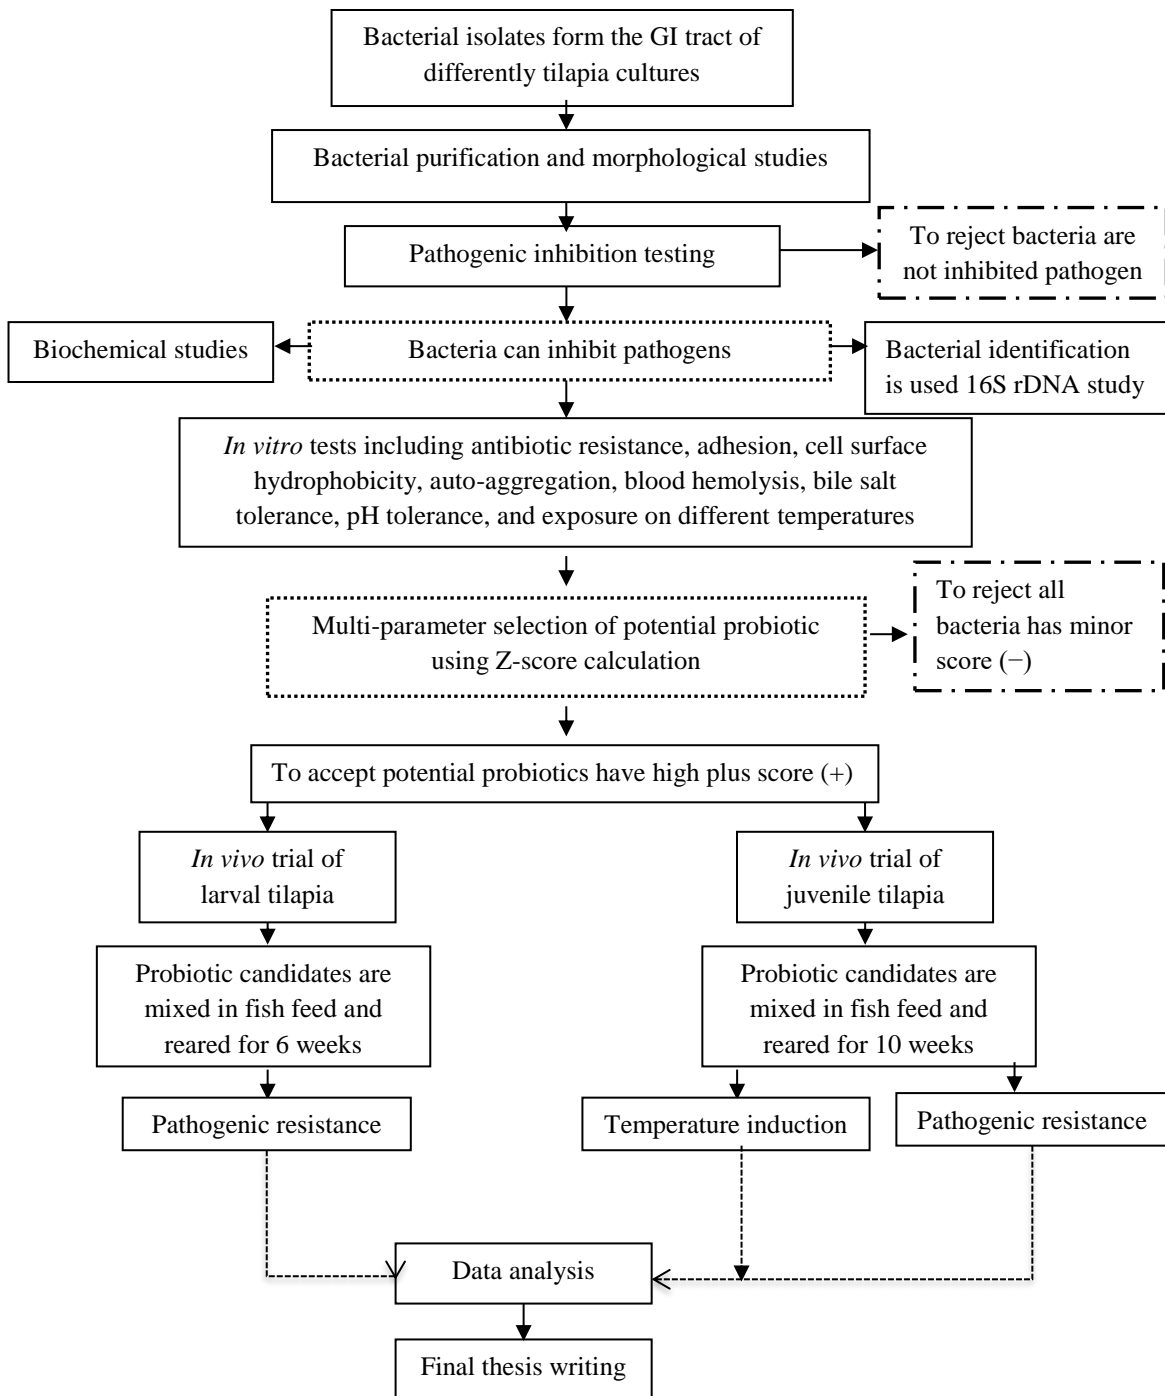 Bacterial isolates form the GI tract of
differently tilapia cultures
Bacterial purification and morphological studies
Pathogenic inhibition testing
To reject bacteria are
not inhibited pathogen
Biochemical studies
Bacteria can inhibit pathogens
Bacterial identification
is used 16S rDNA study
In vitro tests including antibiotic resistance, adhesion, cell surface
hydrophobicity, auto-aggregation, blood hemolysis, bile salt
tolerance, pH tolerance, and exposure on different temperatures
Multi-parameter selection of potential probiotic
using Z-score calculation
To reject all
bacteria has minor
score (−)
To accept potential probiotics have high plus score (+)
In vivo trial of
larval tilapia
In vivo trial of
juvenile tilapia
Probiotic candidates are
mixed in fish feed and
reared for 6 weeks
Probiotic candidates are
mixed in fish feed and
reared for 10 weeks
Pathogenic resistance
Temperature induction
Pathogenic resistance
Data analysis
Final thesis writing